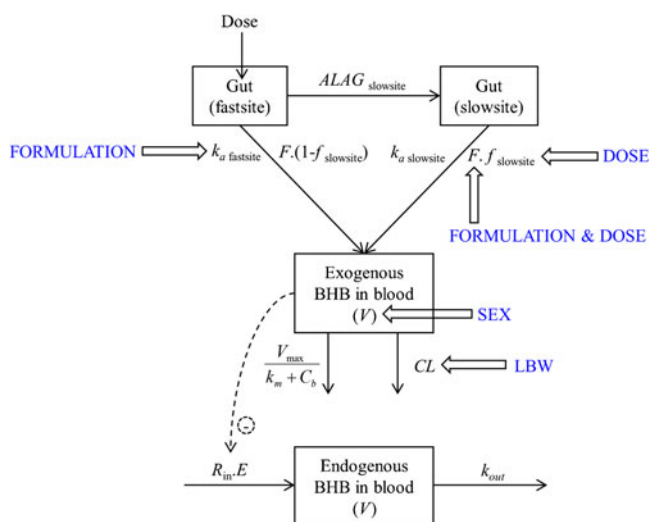 Dose
Gut
(fastsite)
ALAG slowsite
Gut
(slowsite)
FORMULATION
k a fastsite
F.(1-f slowsite)
k a slowsite
F. f slowsite
DOSE
FORMULATION & DOSE
Exogenous
BHB in blood
(V)
SEX
V max
k m + C b
CL
LBW
-
R in.E
Endogenous
BHB in blood
(V)
k out